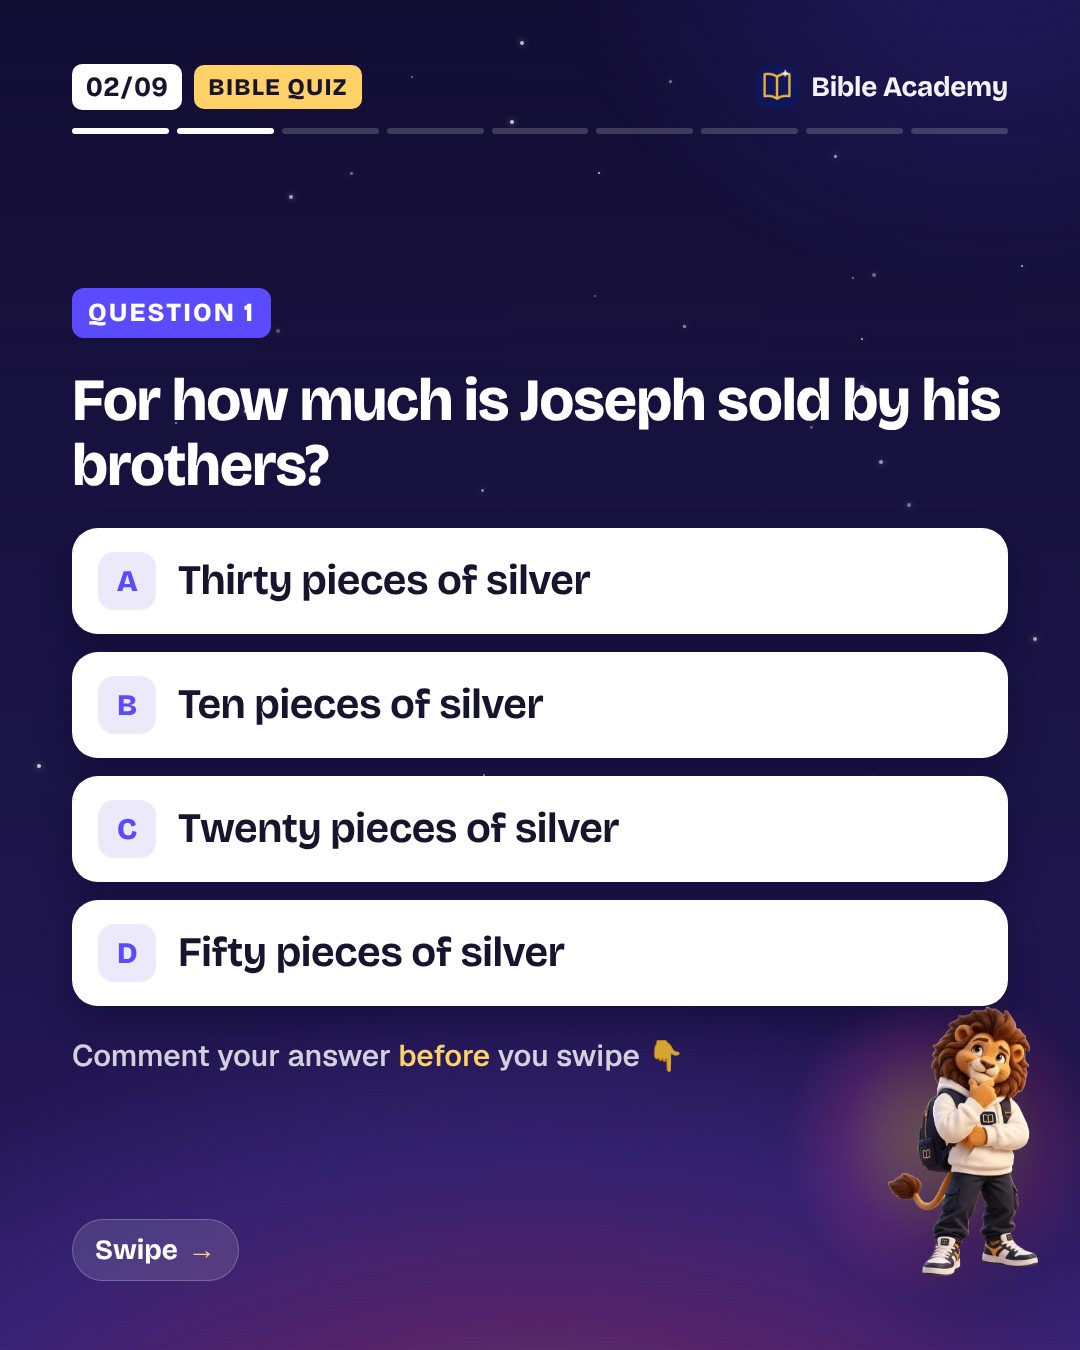 02/09
BIBLE QUIZ
Bible Academy
QUESTION 1
For how much is Joseph sold by his
brothers?
A
Thirty pieces of silver
B
Ten pieces of silver
C
Twenty pieces of silver
D
Fifty pieces of silver
Comment your answer before you swipe 👇
Swipe →